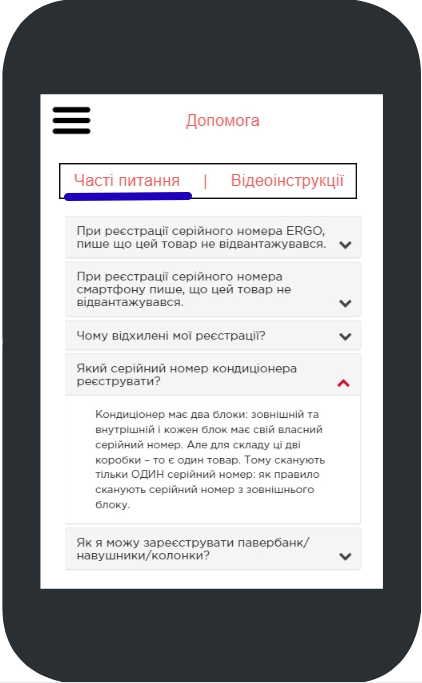 Допомога
Часті питання | Відеоінструкції
При реєстрації серійного номера ERGO,
пише що цей товар не відвантажувався.
При реєстрації серійного номера
смартфону пише, що цей товар не
відвантажувався.
Чому відхилені мої реєстрації?
Який серійний номер кондиціонера
реєструвати?
Кондиціонер має два блоки: зовнішній та
внутрішній і кожен блок має свій власний
серійний номер. Але для складу ці дві
коробки – то є один товар. Тому сканують
тільки ОДИН серійний номер: як правило
сканують серійний номер з зовнішнього
блоку.
Як я можу зареєструвати павербанк/
навушники/колонки?